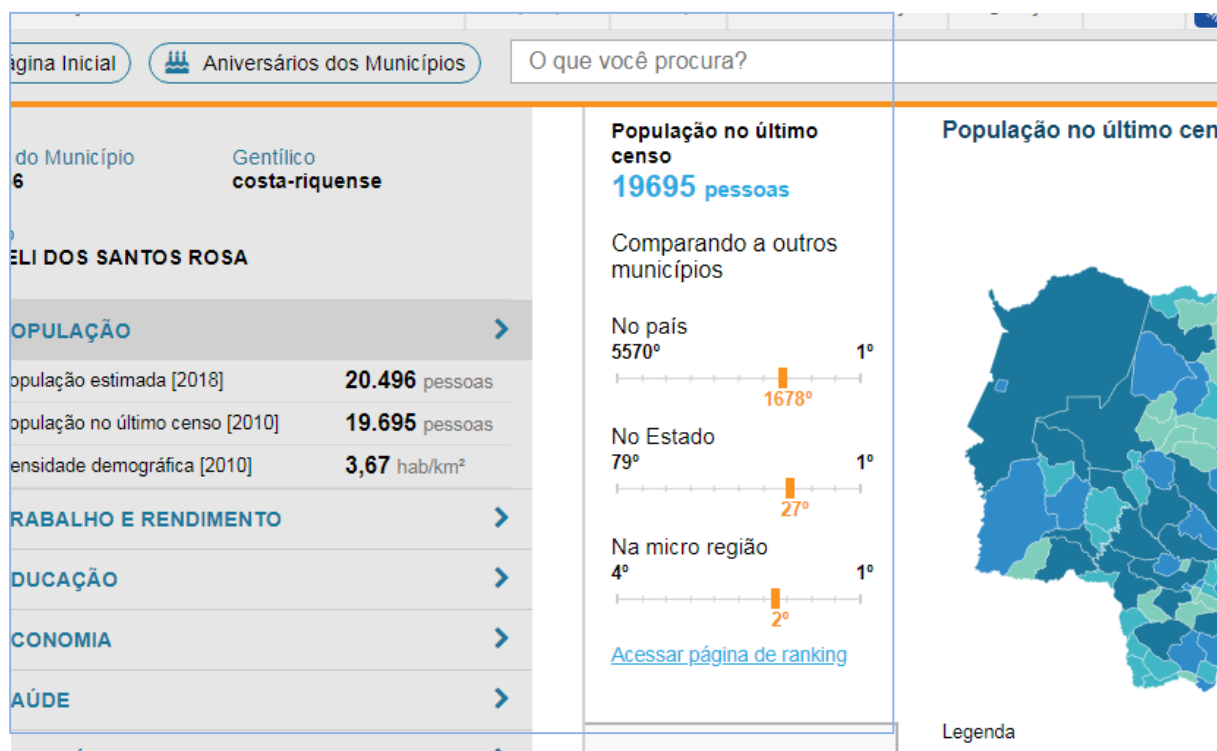 ágina Inicial
Aniversários dos Municípios
O que você procura?
do Município
6
Gentílico
costa-riquense
ELI DOS SANTOS ROSA
OPULAÇÃO
opulação estimada [2018] 20.496 pessoas
opulação no último censo [2010] 19.695 pessoas
ensidade demográfica [2010] 3,67 hab/km²
RABALHO E RENDIMENTO
DUCAÇÃO
CONOMIA
AÚDE
População no último
censo
19695 pessoas
Comparando a outros
municípios
No país
5570º 1º
1678º
No Estado
79º 1º
27º
Na micro região
4º 1º
2º
Acessar página de ranking
População no último cen
Legenda